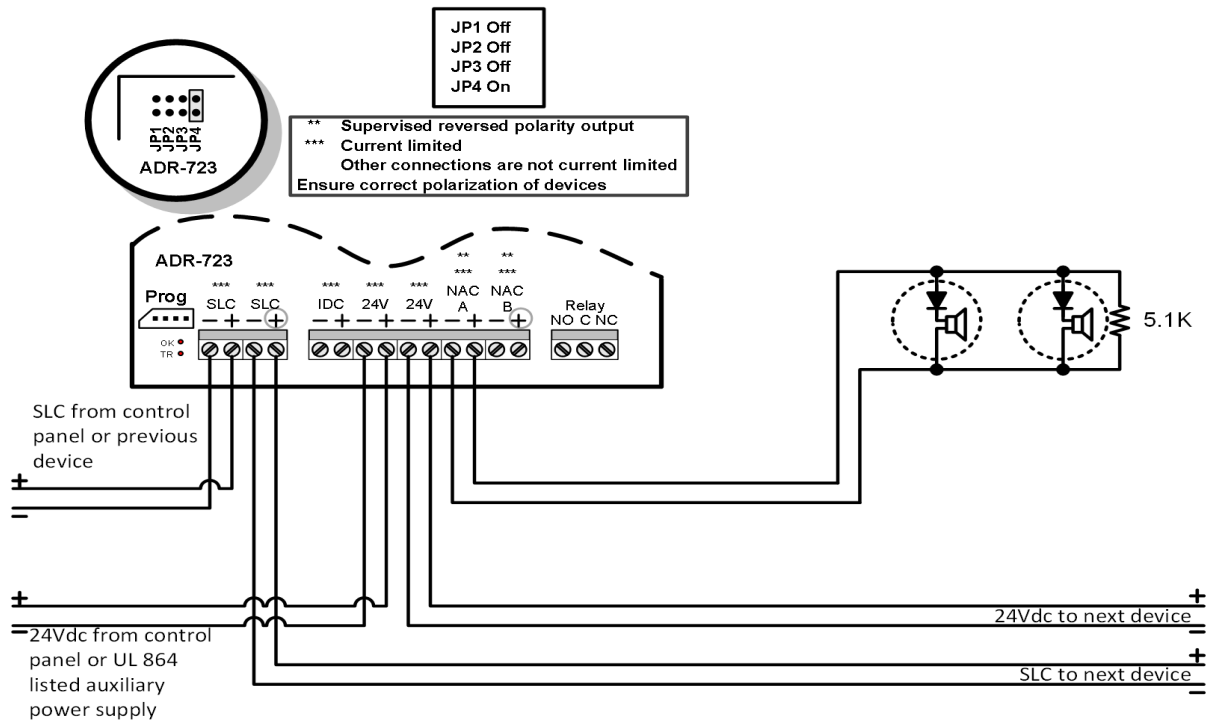 JP1 Off
JP2 Off
JP3 Off
JP4 On
JP1
JP2
JP3
JP4
ADR-723
** Supervised reversed polarity output
*** Current limited
Other connections are not current limited
Ensure correct polarization of devices
ADR-723
** **
*** *** *** *** *** ***
Prog SLC SLC IDC 24V 24V NAC NAC Relay
A B NO C NC
− + − + − + − + − + − + − +
OK
TR
5.1K
SLC from control
panel or previous
device
+
−
+
−
24Vdc from control
panel or UL 864
listed auxiliary
power supply
+
24Vdc to next device
−
+
SLC to next device
−